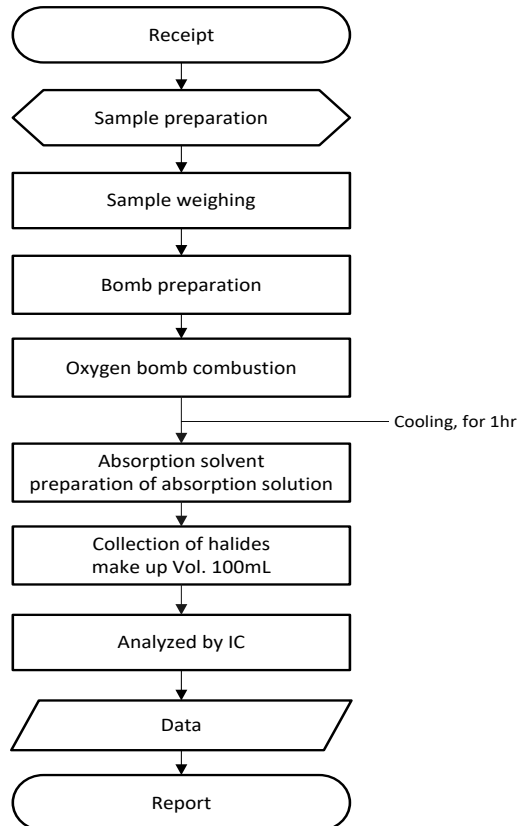 Receipt
Sample preparation
Sample weighing
Bomb preparation
Oxygen bomb combustion
Cooling, for 1hr
Absorption solvent
preparation of absorption solution
Collection of halides
make up Vol. 100mL
Analyzed by IC
Data
Report